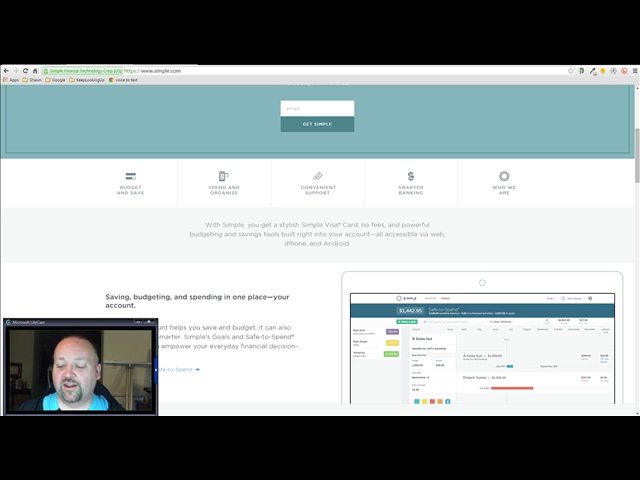 Simple Finance Technology Corp [US] https://www.simple.com
Apps Shawn Google KeepLookingUp voice to text
email
GET SIMPLE
BUDGET
AND SAVE
SPEND AND
ORGANIZE
CONVENIENT
SUPPORT
SMARTER
BANKING
WHO WE
ARE
With Simple, you get a stylish Simple Visa® Card, no fees, and powerful
budgeting and savings tools built right into your account—all accessible via web,
iPhone, and Android
Saving, budgeting, and spending in one place—your
account.
unt helps you save and budget, it can also
smarter. Simple's Goals and Safe-to-Spend®
empower your everyday financial decision-
fe-to-Spend
Microsoft LifeCam
SIMPLE
$1,442.95 Safe-to-Spend
Dream home